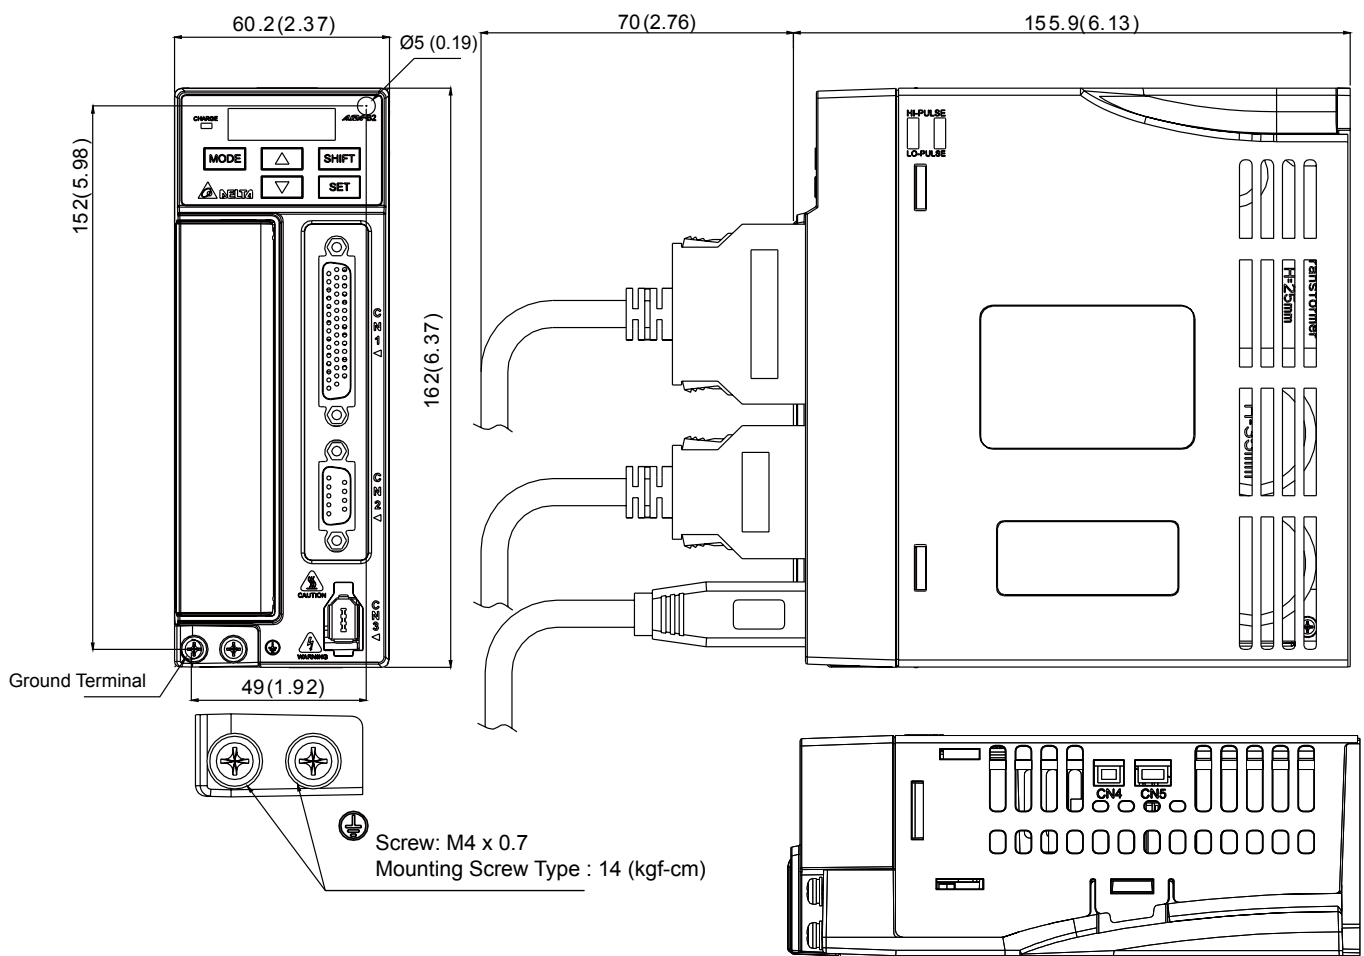 60.2(2.37)
70(2.76)
155.9(6.13)
Ø5 (0.19)
CHARGE
152(5.98)
MODE
SHIFT
SET
DELTA
HI-PULSE
LO-PULSE
162(6.37)
CN1
CN2
CN3
CAUTION
WARNING
H=25mm
Ground Terminal
49(1.92)
Screw: M4 x 0.7
Mounting Screw Type : 14 (kgf-cm)
CN4 CN5